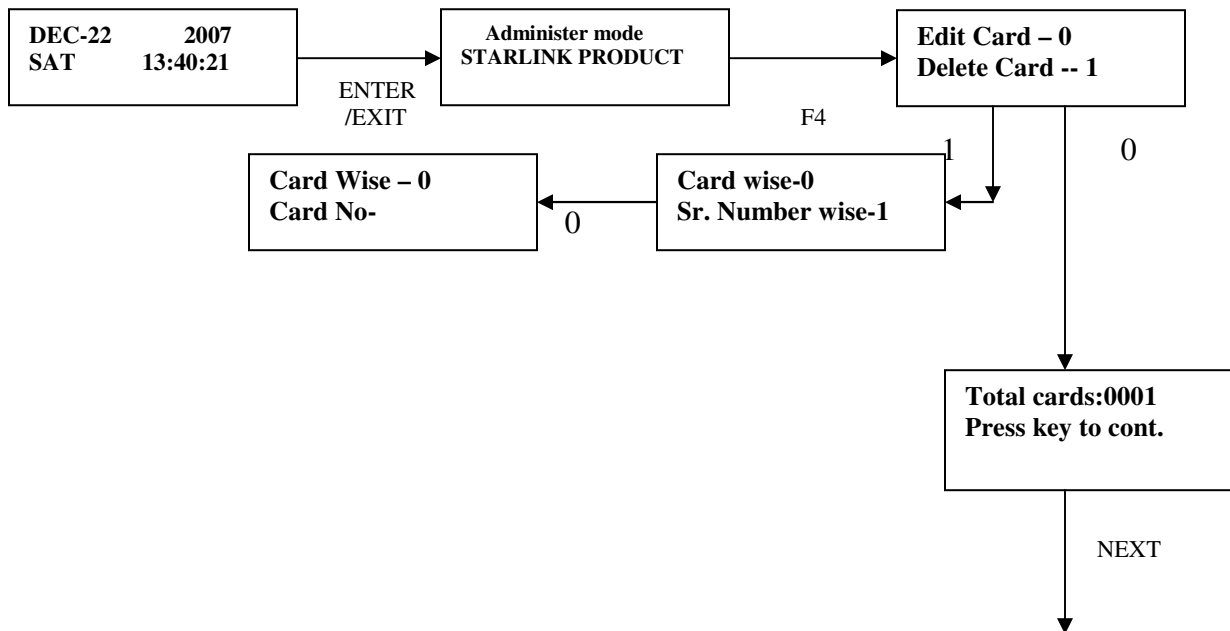 DEC-22 2007
SAT 13:40:21
ENTER
/EXIT
Administer mode
STARLINK PRODUCT
F4
Edit Card – 0
Delete Card -- 1
1
0
Card wise-0
Sr. Number wise-1
0
Card Wise – 0
Card No-
Total cards:0001
Press key to cont.
NEXT